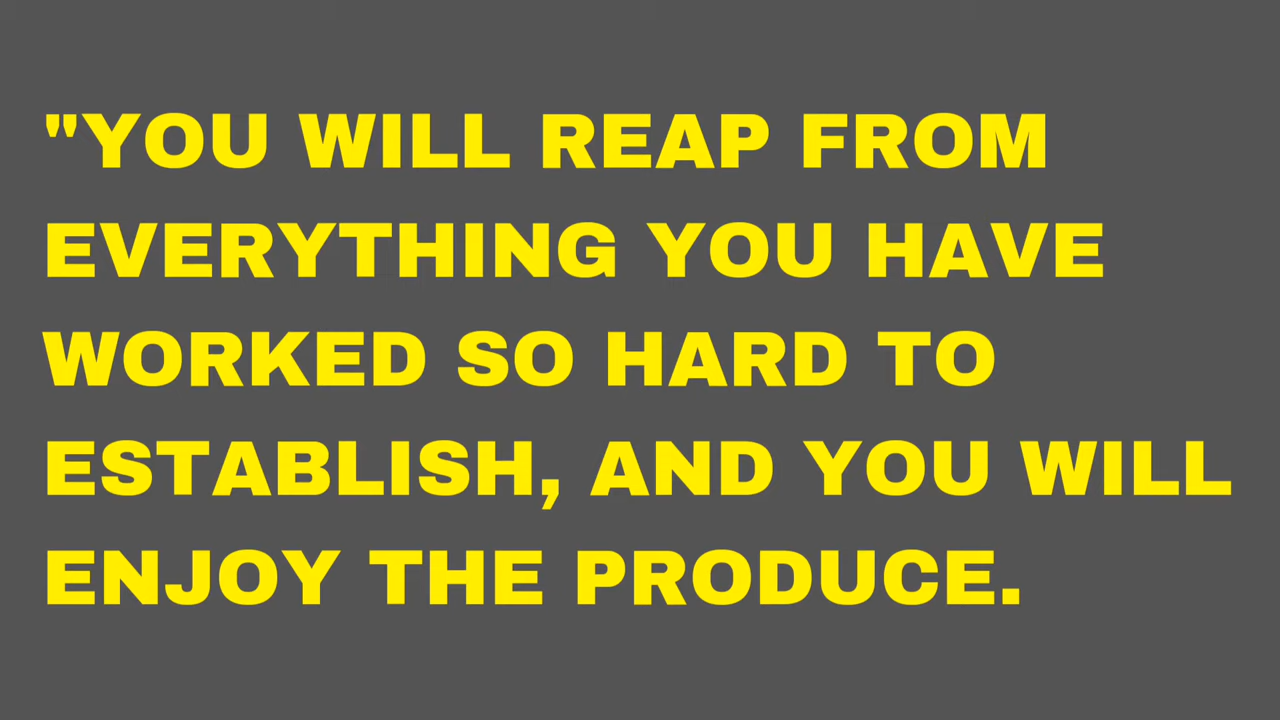 "YOU WILL REAP FROM
EVERYTHING YOU HAVE
WORKED SO HARD TO
ESTABLISH, AND YOU WILL
ENJOY THE PRODUCE.